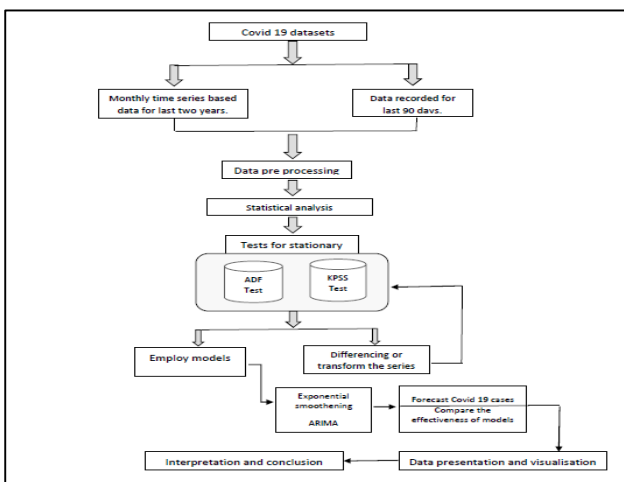 Covid 19 datasets
Monthly time series based
data for last two years.
Data recorded for
last 90 days.
Data pre processing
Statistical analysis
Tests for stationary
ADF
Test
KPSS
Test
Employ models
Differencing or
transform the series
Exponential
smoothening
ARIMA
Forecast Covid 19 cases
Compare the
effectiveness of models
Interpretation and conclusion
Data presentation and visualisation